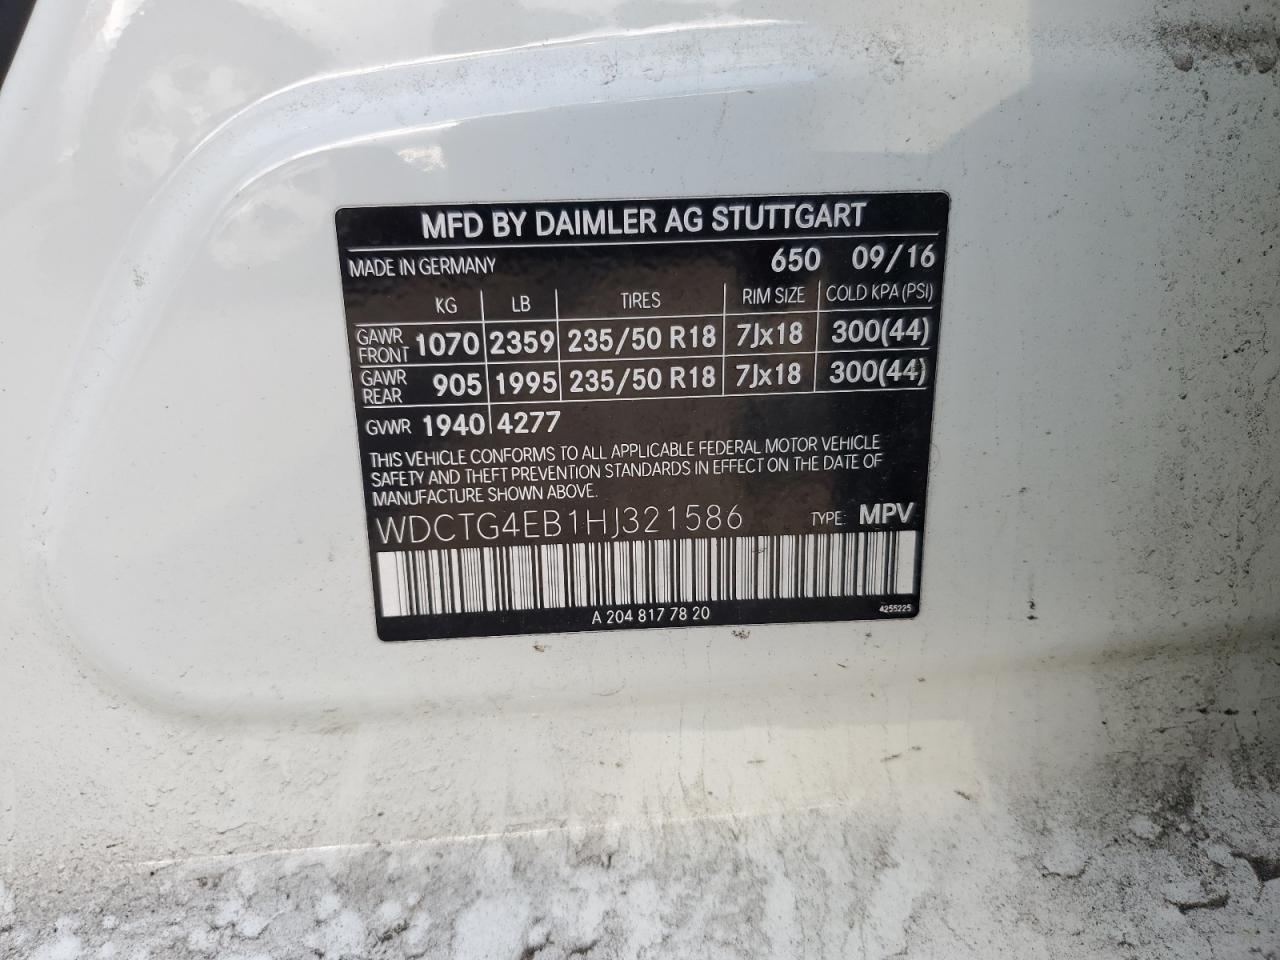 MFD BY DAIMLER AG STUTTGART
MADE IN GERMANY 650 09/16
KG LB TIRES RIM SIZE COLD KPA (PSI)
GAWR FRONT 1070 2359 235/50 R18 7Jx18 300(44)
GAWR REAR 905 1995 235/50 R18 7Jx18 300(44)
GVWR 1940 4277
THIS VEHICLE CONFORMS TO ALL APPLICABLE FEDERAL MOTOR VEHICLE
SAFETY AND THEFT PREVENTION STANDARDS IN EFFECT ON THE DATE OF
MANUFACTURE SHOWN ABOVE.
WDCTG4EB1HJ321586 TYPE: MPV
A 204 817 78 20 4255225